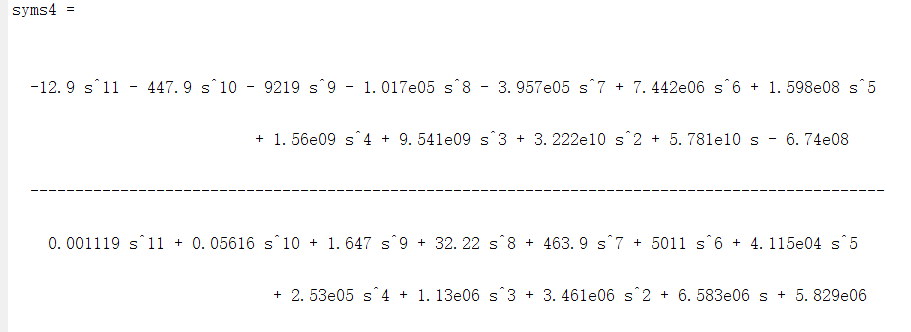 syms4 =
-12.9 s^11 - 447.9 s^10 - 9219 s^9 - 1.017e05 s^8 - 3.957e05 s^7 + 7.442e06 s^6 + 1.598e08 s^5
+ 1.56e09 s^4 + 9.541e09 s^3 + 3.222e10 s^2 + 5.781e10 s - 6.74e08
-----------------------------------------------------------------------------------------------
0.001119 s^11 + 0.05616 s^10 + 1.647 s^9 + 32.22 s^8 + 463.9 s^7 + 5011 s^6 + 4.115e04 s^5
+ 2.53e05 s^4 + 1.13e06 s^3 + 3.461e06 s^2 + 6.583e06 s + 5.829e06